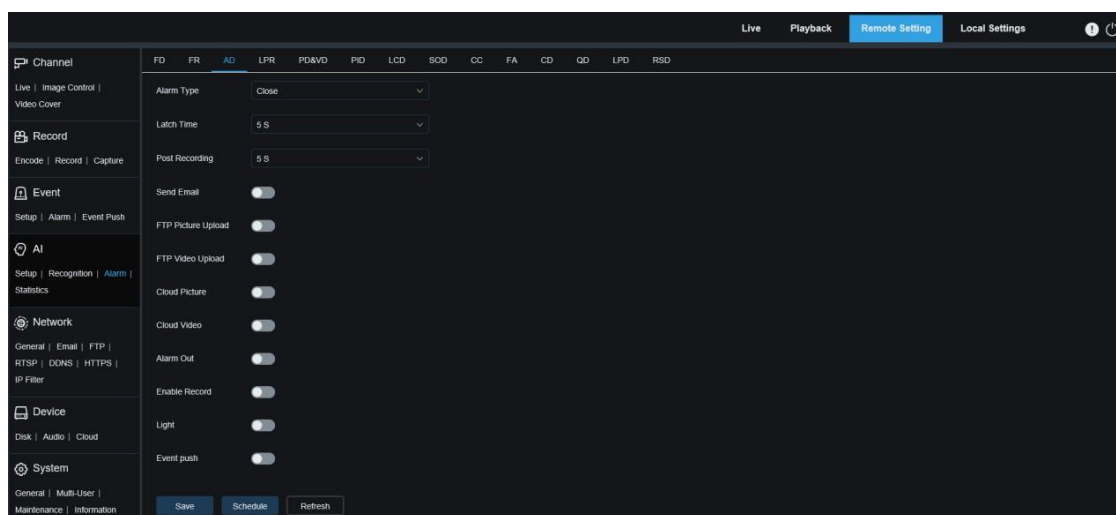 Live Playback Remote Setting Local Settings
Channel
Live | Image Control |
Video Cover
Record
Encode | Record | Capture
Event
Setup | Alarm | Event Push
AI
Setup | Recognition | Alarm |
Statistics
Network
General | Email | FTP |
RTSP | DDNS | HTTPS |
IP Filter
Device
Disk | Audio | Cloud
System
General | Multi-User |
Maintenance | Information
FD FR AD LPR PD&VD PID LCD SOD CC FA CD QD LPD RSD
Alarm Type Close
Latch Time 5 S
Post Recording 5 S
Send Email
FTP Picture Upload
FTP Video Upload
Cloud Picture
Cloud Video
Alarm Out
Enable Record
Light
Event push
Save Schedule Refresh